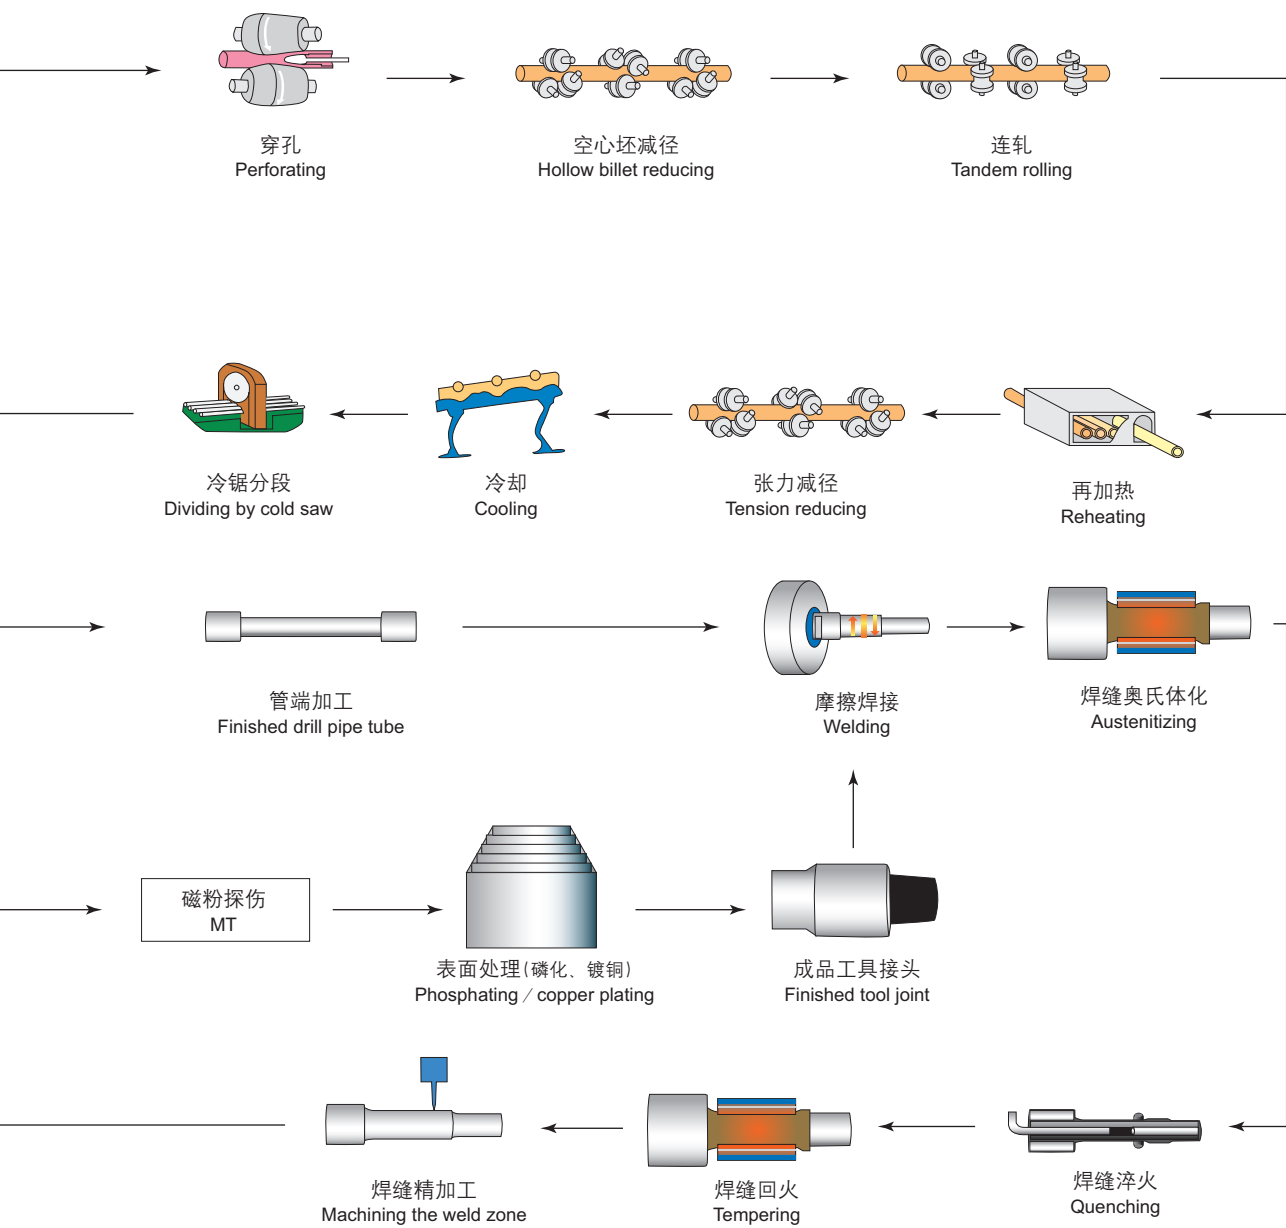 穿孔
Perforating
空心坯减径
Hollow billet reducing
连轧
Tandem rolling
冷锯分段
Dividing by cold saw
冷却
Cooling
张力减径
Tension reducing
再加热
Reheating
管端加工
Finished drill pipe tube
摩擦焊接
Welding
焊缝奥氏体化
Austenitizing
磁粉探伤
MT
表面处理(磷化、镀铜)
Phosphating / copper plating
成品工具接头
Finished tool joint
焊缝精加工
Machining the weld zone
焊缝回火
Tempering
焊缝淬火
Quenching